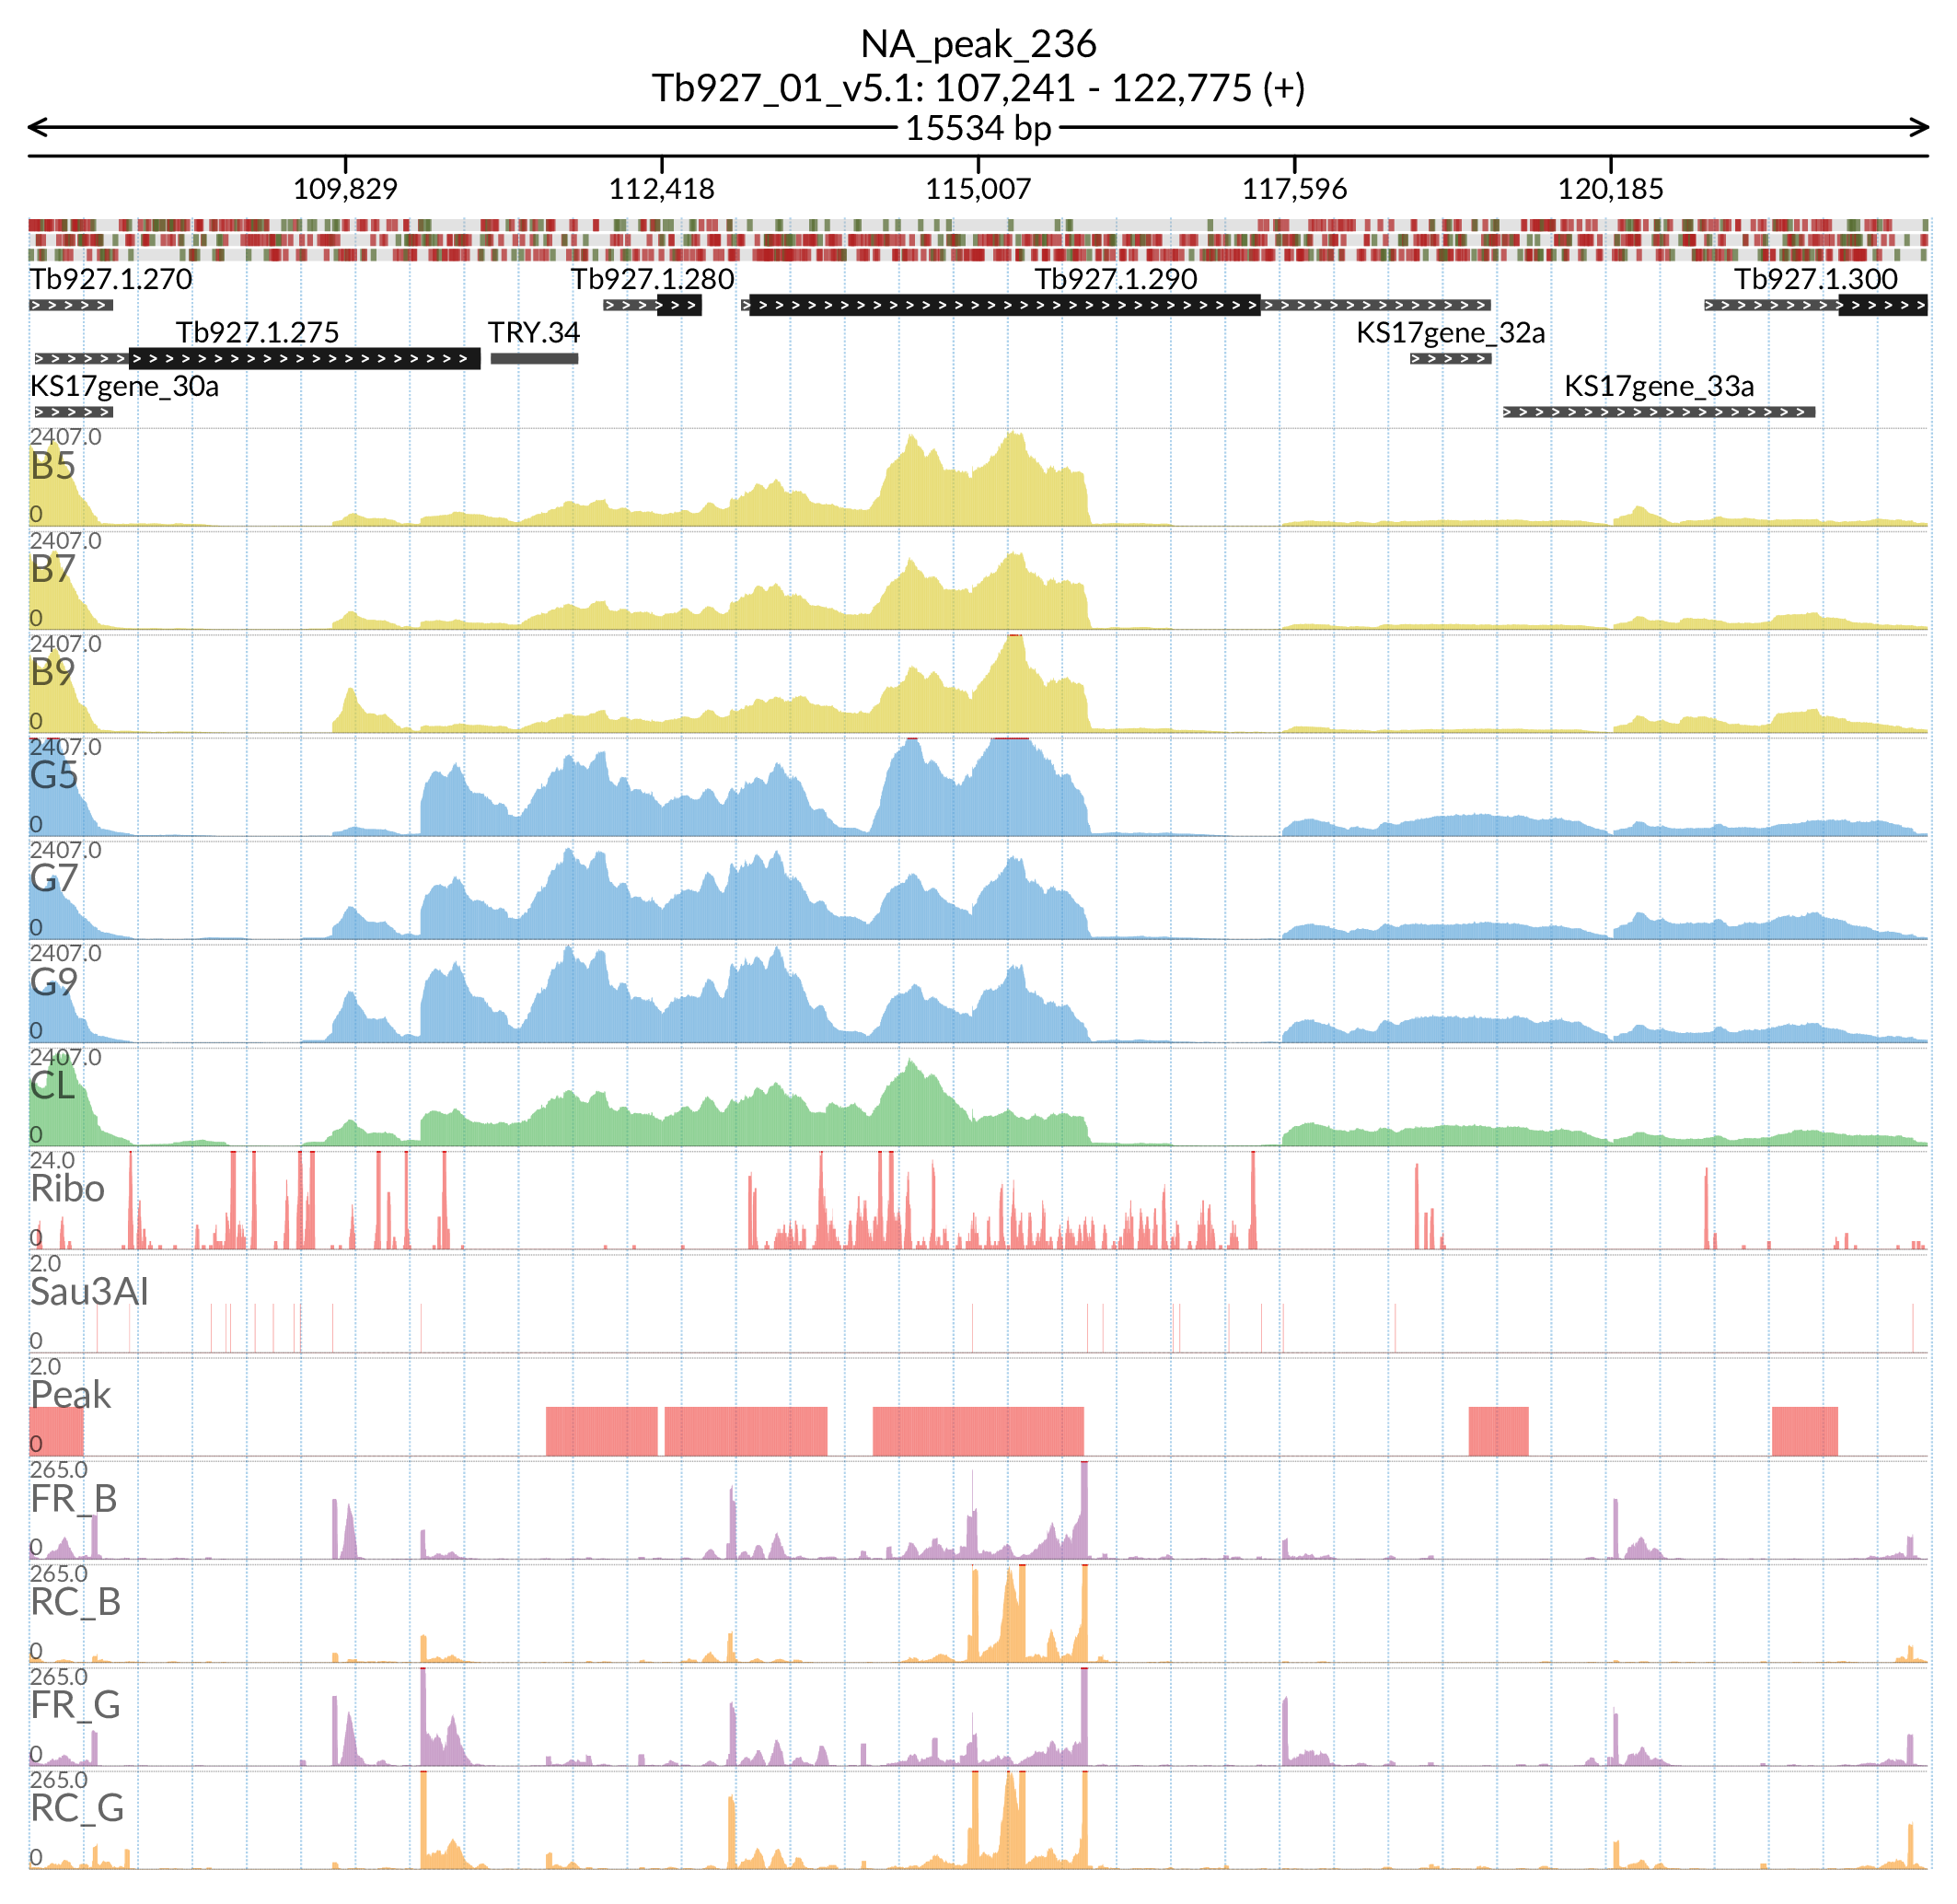 NA_peak_236
Tb927_01_v5.1: 107,241 - 122,775 (+)
15534 bp
109,829 112,418 115,007 117,596 120,185
Tb927.1.270 Tb927.1.280 Tb927.1.290 Tb927.1.300
Tb927.1.275 TRY.34 KS17gene_32a
KS17gene_30a KS17gene_33a
2407.0
B5
0
2407.0
B7
0
2407.0
B9
0
2407.0
G5
0
2407.0
G7
0
2407.0
G9
0
2407.0
CL
0
24.0
Ribo
0
2.0
Sau3AI
0
2.0
Peak
0
265.0
FR_B
0
265.0
RC_B
0
265.0
FR_G
0
265.0
RC_G
0